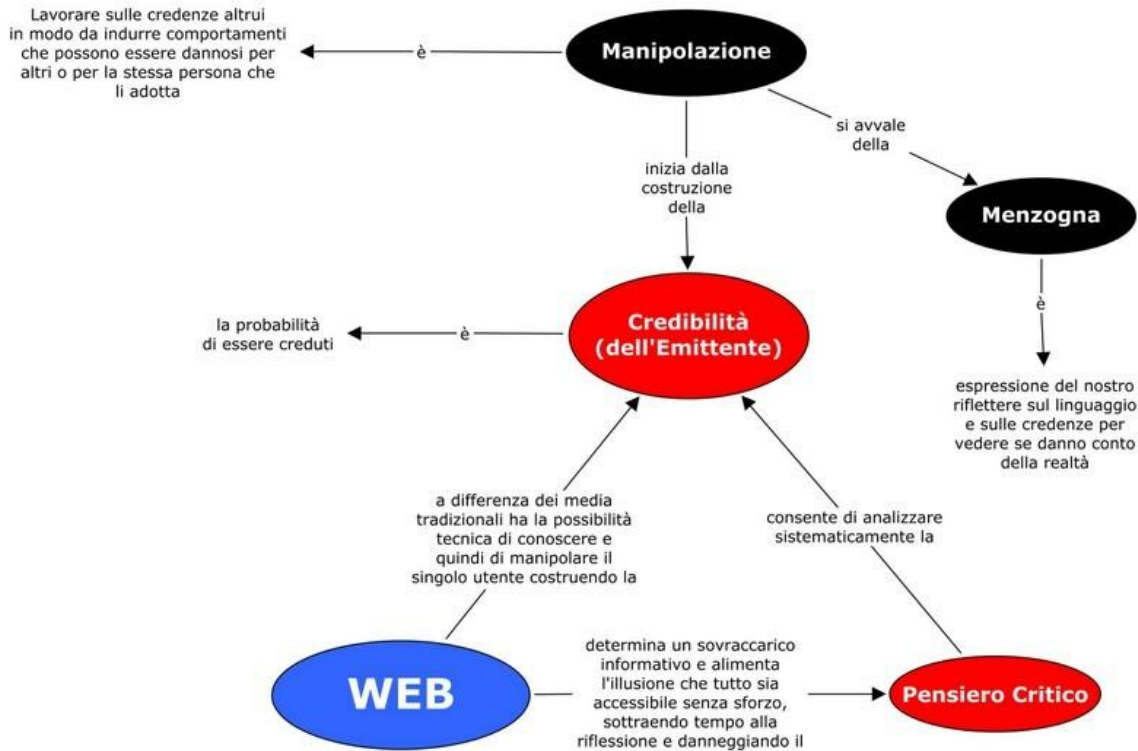 Lavorare sulle credenze altrui
in modo da indurre comportamenti
che possono essere dannosi per
altri o per la stessa persona che
li adotta
è
Manipolazione
si avvale
della
inizia dalla
costruzione
della
Menzogna
è
Credibilità
(dell'Emittente)
è
la probabilità
di essere creduti
espressione del nostro
riflettere sul linguaggio
e sulle credenze per
vedere se danno conto
della realtà
a differenza dei media
tradizionali ha la possibilità
tecnica di conoscere e
quindi di manipolare il
singolo utente costruendo la
consente di analizzare
sistematicamente la
WEB
determina un sovraccarico
informativo e alimenta
l'illusione che tutto sia
accessibile senza sforzo,
sottraendo tempo alla
riflessione e danneggiando il
Pensiero Critico